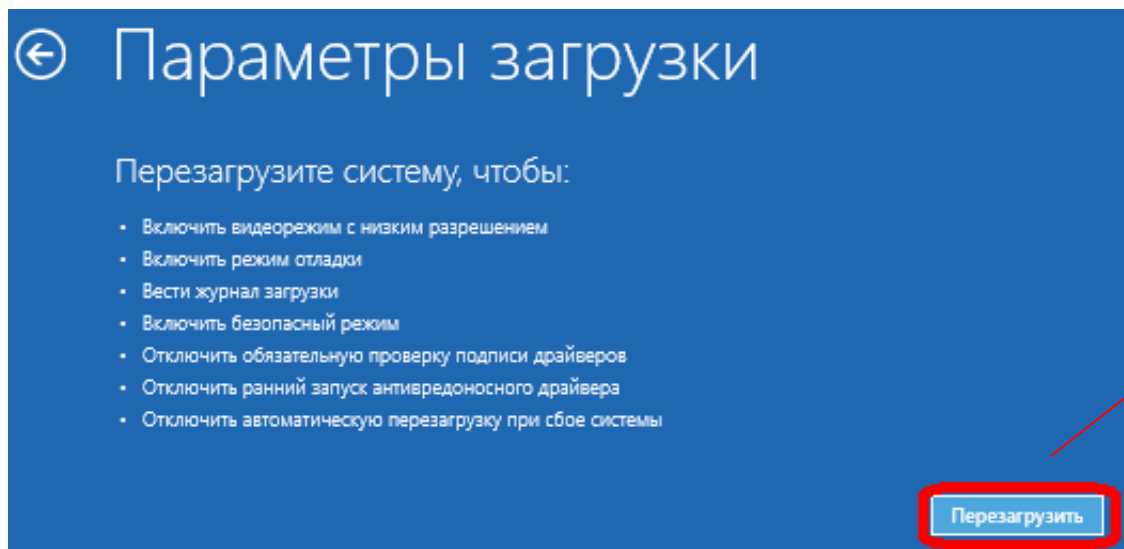 Параметры загрузки
Перезагрузите систему, чтобы:
• Включить видеорежим с низким разрешением
• Включить режим отладки
• Вести журнал загрузки
• Включить безопасный режим
• Отключить обязательную проверку подписи драйверов
• Отключить ранний запуск антивредоносного драйвера
• Отключить автоматическую перезагрузку при сбое системы
Перезагрузить